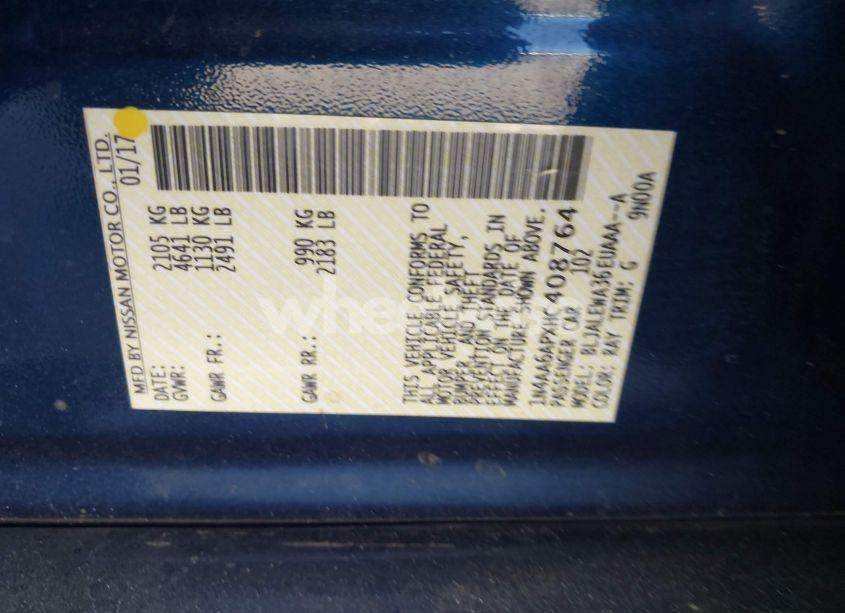 MFD BY NISSAN MOTOR CO., LTD.
DATE: 01/17
GVWR: 2105 KG
4641 LB
GAWR FR.: 1130 KG
2491 LB
GAWR RR.: 990 KG
2183 LB
THIS VEHICLE CONFORMS TO
ALL APPLICABLE FEDERAL
MOTOR VEHICLE SAFETY,
BUMPER, AND THEFT
PREVENTION STANDARDS IN
EFFECT ON THE DATE OF
MANUFACTURE SHOWN ABOVE.
1N4AA6APXHC408764
PASSENGER CAR 102
MODEL: BLJALEWA36EUAAA--A
COLOR: RAY TRIM: G 9N00A